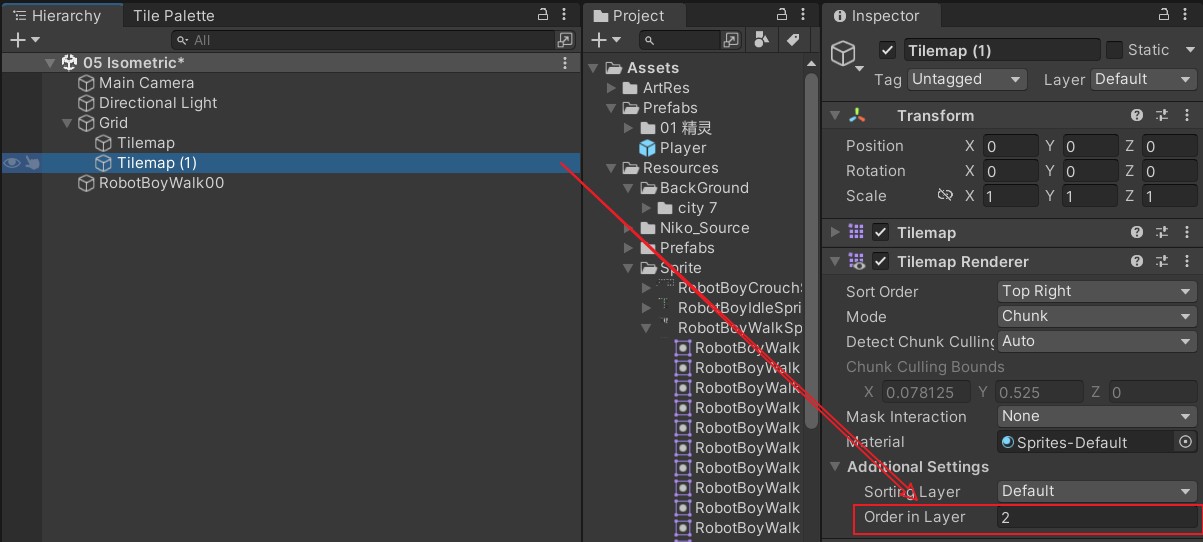 Hierarchy
Tile Palette
All
05 Isometric*
Main Camera
Directional Light
Grid
Tilemap
Tilemap (1)
RobotBoyWalk00
Project
Assets
ArtRes
Prefabs
01 精灵
Player
Resources
BackGround
city 7
Niko_Source
Prefabs
Sprite
RobotBoyCrouchS
RobotBoyIdleSpri
RobotBoyWalkSp
RobotBoyWalk
RobotBoyWalk
RobotBoyWalk
RobotBoyWalk
RobotBoyWalk
RobotBoyWalk
RobotBoyWalk
RobotBoyWalk
RobotBoyWalk
RobotBoyWalk
Inspector
Tilemap (1)
Static
Tag Untagged Layer Default
Transform
Position X 0 Y 0 Z 0
Rotation X 0 Y 0 Z 0
Scale X 1 Y 1 Z 1
Tilemap
Tilemap Renderer
Sort Order Top Right
Mode Chunk
Detect Chunk Culling Auto
Chunk Culling Bounds
X 0.078125 Y 0.525 Z 0
Mask Interaction None
Material Sprites-Default
Additional Settings
Sorting Layer Default
Order in Layer 2